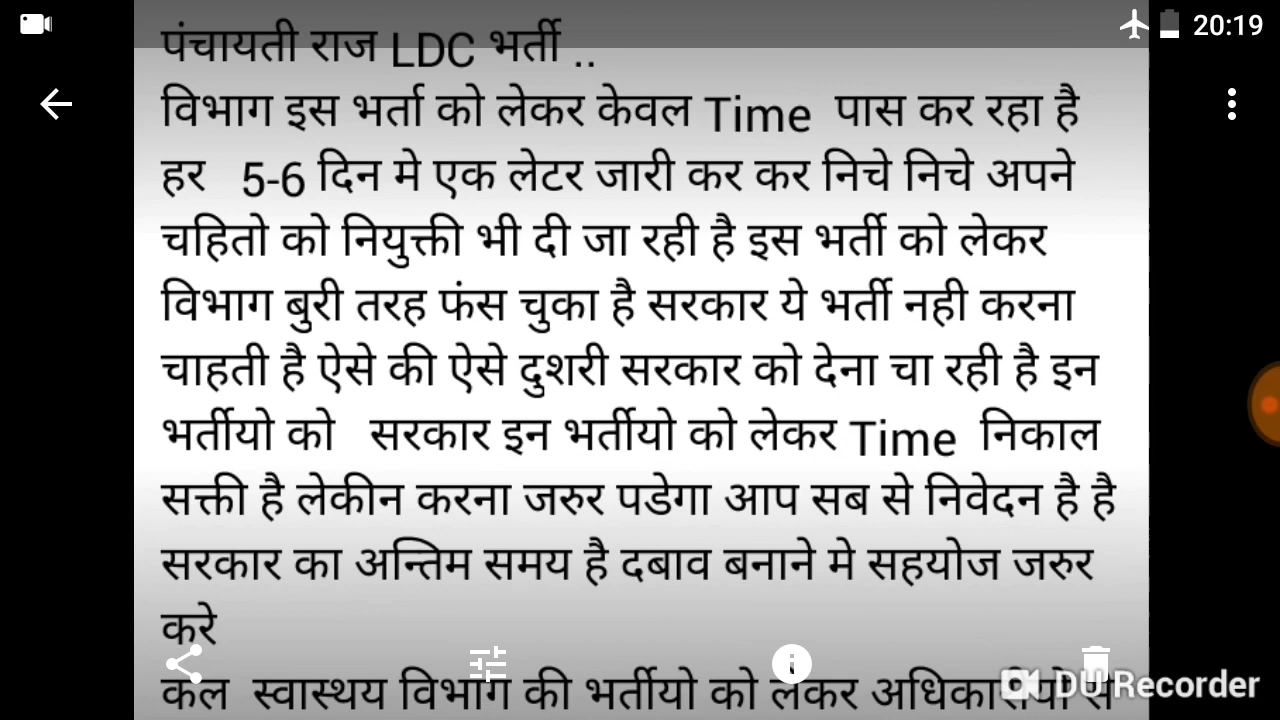 20:19
पंचायती राज LDC भर्ती ..
विभाग इस भर्ता को लेकर केवल Time पास कर रहा है
हर 5-6 दिन मे एक लेटर जारी कर कर निचे निचे अपने
चहितो को नियुक्ती भी दी जा रही है इस भर्ती को लेकर
विभाग बुरी तरह फंस चुका है सरकार ये भर्ती नही करना
चाहती है ऐसे की ऐसे दुशरी सरकार को देना चा रही है इन
भर्तीयो को सरकार इन भर्तीयो को लेकर Time निकाल
सक्ती है लेकीन करना जरुर पडेगा आप सब से निवेदन है है
सरकार का अन्तिम समय है दबाव बनाने मे सहयोज जरुर
करे
कल स्वास्थय विभाग की भर्तीयो को लेकर
DU Recorder